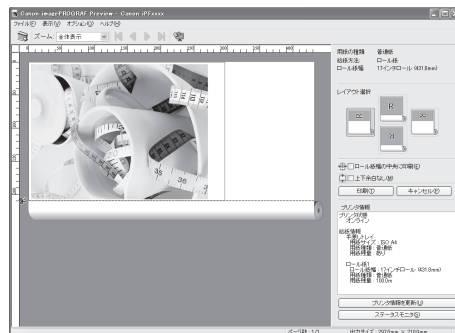 Canon imagePROGRAF Preview - Canon iPFxxxx
ファイル(F) 表示(V) オプション(O) ヘルプ(H)
ズーム: 全体表示
用紙の種類 普通紙
給紙方法: ロール紙
ロール紙幅 17インチロール (431.8mm)
レイアウト選択
ロール紙幅の中央に印刷(E)
上下余白なし(M)
印刷(P)
キャンセル(C)
プリンタ情報
プリンタ状態
オンライン
給紙情報
手差しトレイ
用紙サイズ : ISO A4
用紙種類 : 普通紙
用紙残量 : あり
ロール紙1
ロール紙幅 : 17インチロール (431.8mm)
用紙種類 : 普通紙
用紙残量 : 100.0m
プリンタ情報を更新(U)
ステータスモニタ(S)
ページ数 : 1/1
出力サイズ : 297.0mm × 210.0mm